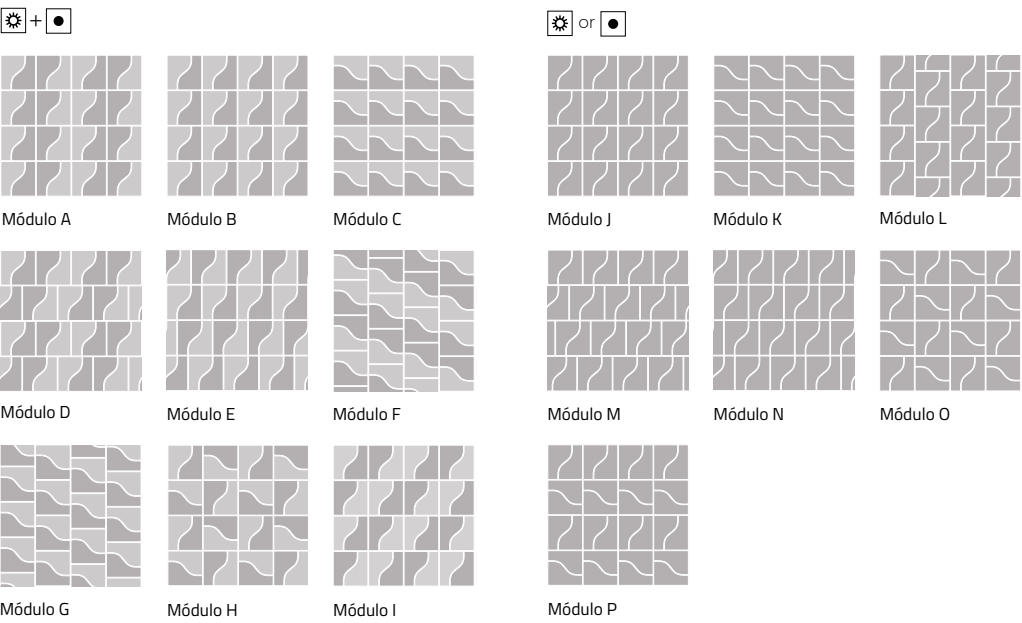 +
or
Módulo A
Módulo B
Módulo C
Módulo J
Módulo K
Módulo L
Módulo D
Módulo E
Módulo F
Módulo M
Módulo N
Módulo O
Módulo G
Módulo H
Módulo I
Módulo P